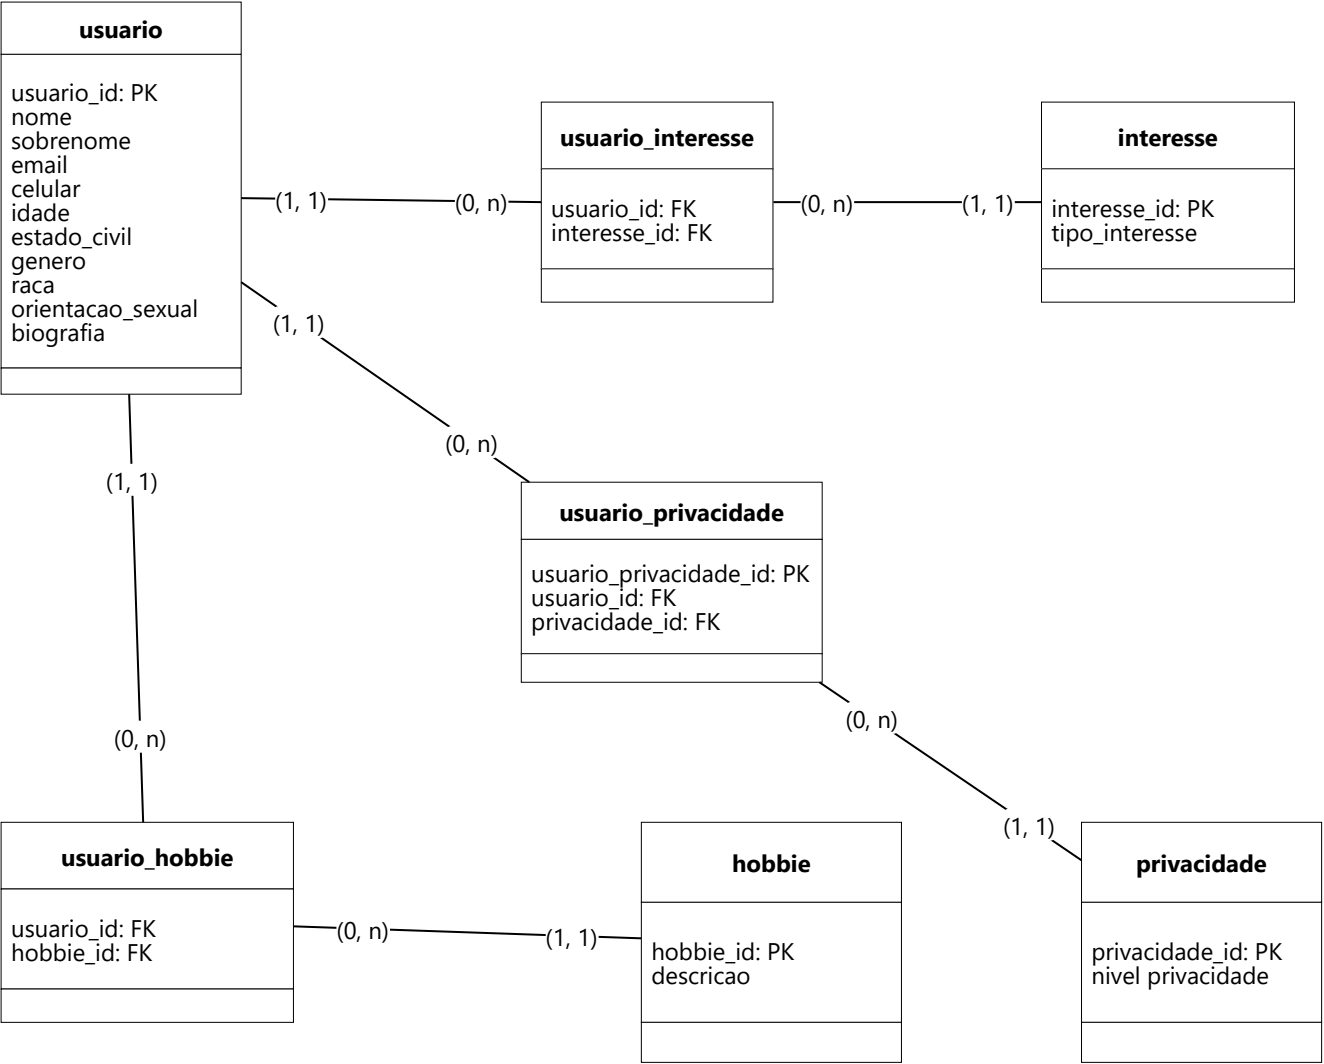 usuario
usuario_id: PK
nome
sobrenome
email
celular
idade
estado_civil
genero
raca
orientacao_sexual
biografia
(1, 1)
(0, n)
usuario_interesse
usuario_id: FK
interesse_id: FK
(0, n)
(1, 1)
interesse
interesse_id: PK
tipo_interesse
(1, 1)
(0, n)
usuario_privacidade
usuario_privacidade_id: PK
usuario_id: FK
privacidade_id: FK
(0, n)
(1, 1)
privacidade
privacidade_id: PK
nivel privacidade
(1, 1)
(0, n)
usuario_hobbie
usuario_id: FK
hobbie_id: FK
(0, n)
(1, 1)
hobbie
hobbie_id: PK
descricao